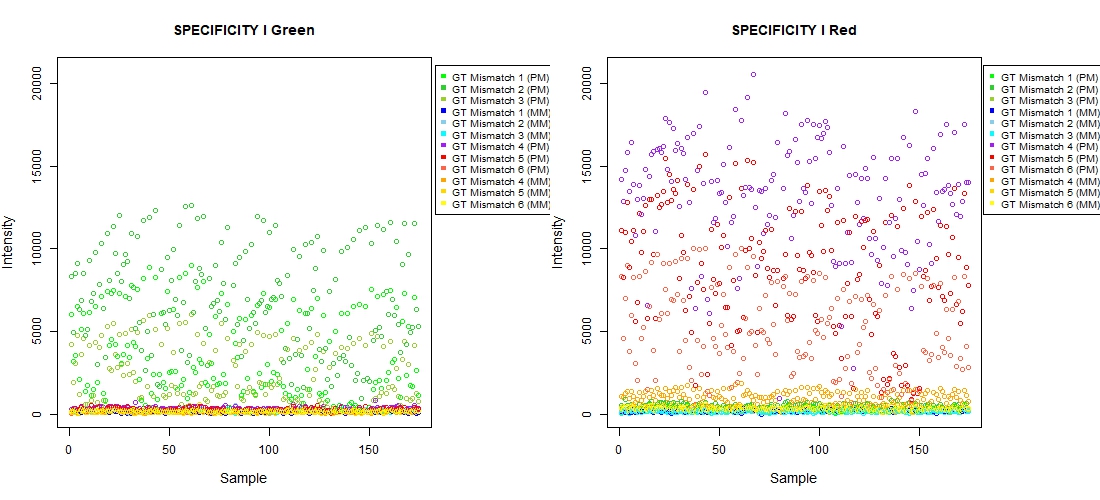 SPECIFICITY I Green
Intensity
20000
15000
10000
5000
0
0 50 100 150
Sample
GT Mismatch 1 (PM)
GT Mismatch 2 (PM)
GT Mismatch 3 (PM)
GT Mismatch 1 (MM)
GT Mismatch 2 (MM)
GT Mismatch 3 (MM)
GT Mismatch 4 (PM)
GT Mismatch 5 (PM)
GT Mismatch 6 (PM)
GT Mismatch 4 (MM)
GT Mismatch 5 (MM)
GT Mismatch 6 (MM)
SPECIFICITY I Red
Intensity
20000
15000
10000
5000
0
0 50 100 150
Sample
GT Mismatch 1 (PM)
GT Mismatch 2 (PM)
GT Mismatch 3 (PM)
GT Mismatch 1 (MM)
GT Mismatch 2 (MM)
GT Mismatch 3 (MM)
GT Mismatch 4 (PM)
GT Mismatch 5 (PM)
GT Mismatch 6 (PM)
GT Mismatch 4 (MM)
GT Mismatch 5 (MM)
GT Mismatch 6 (MM)